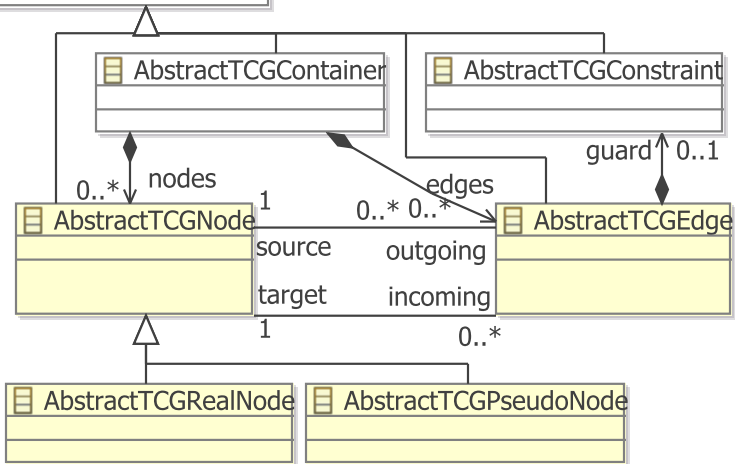 AbstractTCGContainer
AbstractTCGConstraint
guard 0..1
0..* nodes
edges
1
0..* 0..*
AbstractTCGNode
AbstractTCGEdge
source outgoing
target incoming
1
0..*
AbstractTCGRealNode
AbstractTCGPseudoNode